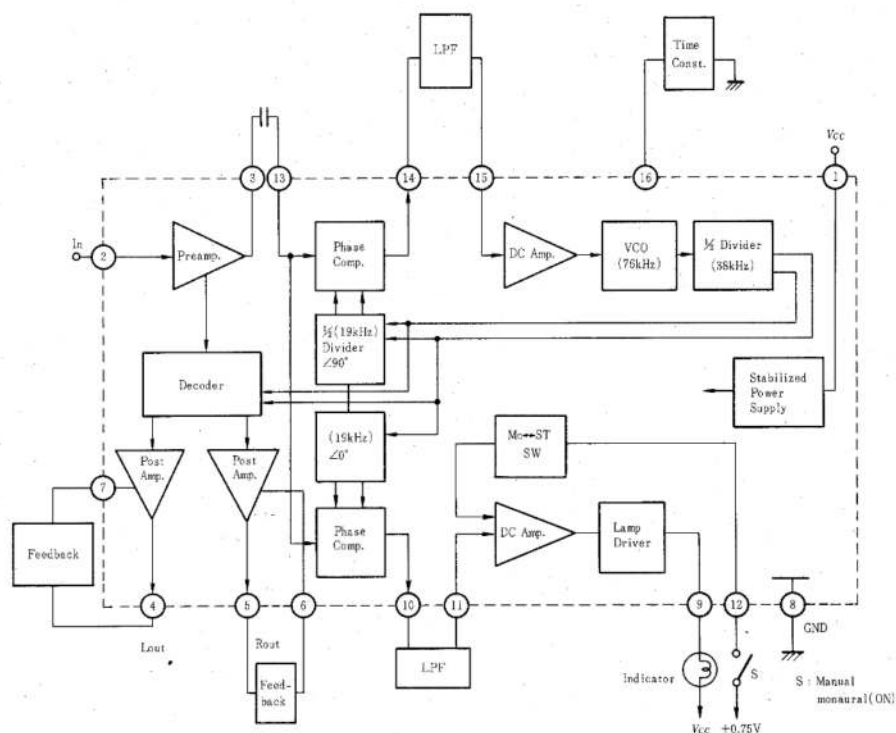 LPF
Time
Const.
Vcc
3
13
14
15
16
1
In
2
Preamp.
Phase
Comp.
DC Amp.
VCO
(76kHz)
½ Divider
(38kHz)
½(19kHz)
Divider
∠90°
Decoder
Stabilized
Power
Supply
(19kHz)
∠0°
Mo↔ST
SW
Post
Amp.
Post
Amp.
7
Feedback
Phase
Comp.
DC Amp.
Lamp
Driver
4
5
6
10
11
9
12
8
GND
Lout
Rout
Feed-
back
LPF
Indicator
S
S : Manual
monaural(ON)
Vcc
+0.75V